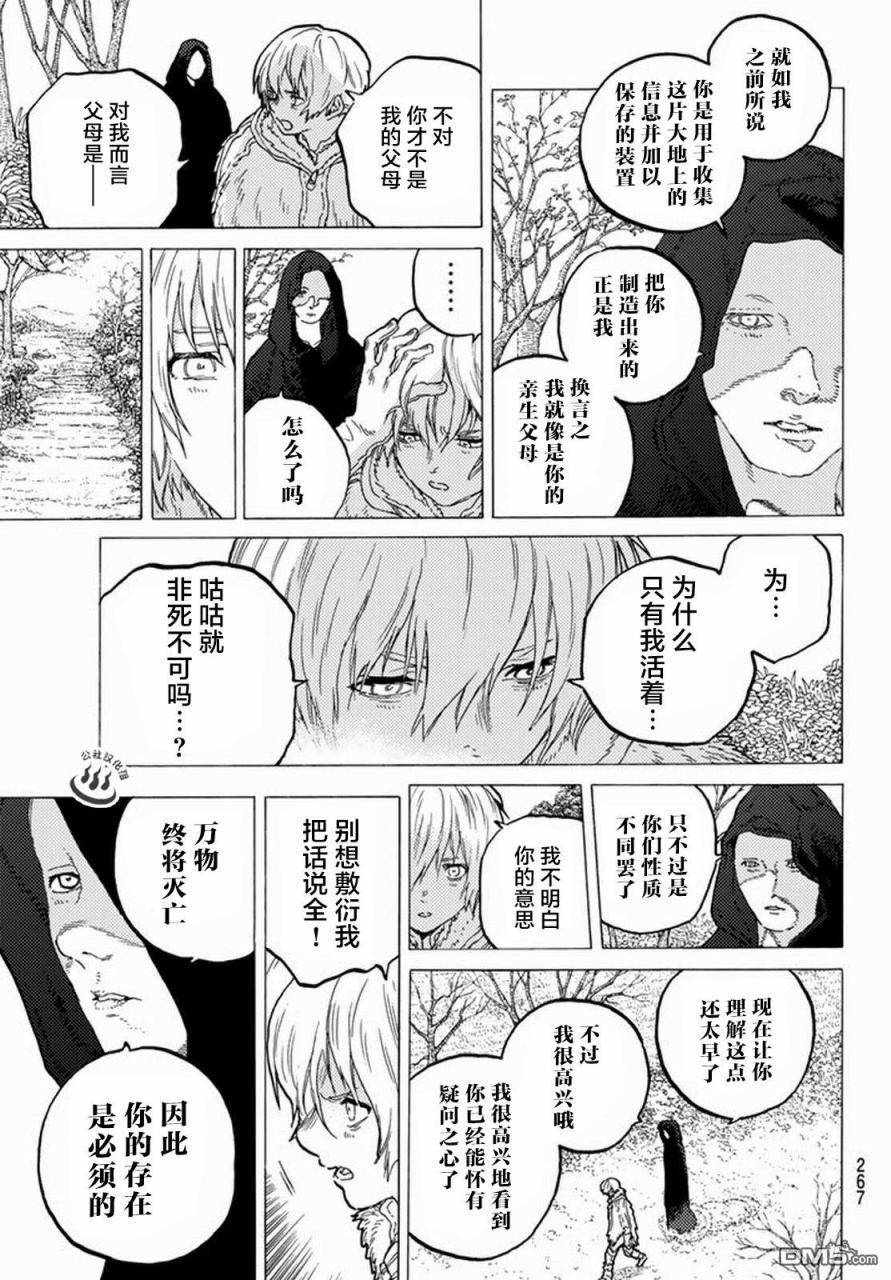 就如我
之前所说
你是用于收集
这片大地上的
信息并加以
保存的装置
把你
制造出来的
正是我
换言之
我就像是你的
亲生父母
不对
你才不是
我的父母
对我而言
父母是——
……
怎么了吗
为…
为什么
只有我活着…
咕咕就
非死不可吗…?
只不过是
你们性质
不同罢了
我不明白
你的意思
现在让你
理解这点
还太早了
不过
我很高兴哦
我很高兴地看到
你已经能怀有
疑问之心了
别想敷衍我
把话说全!
万物
终将灭亡
因此
你的存在
是必须的
公社汉化组
267
DM5.com